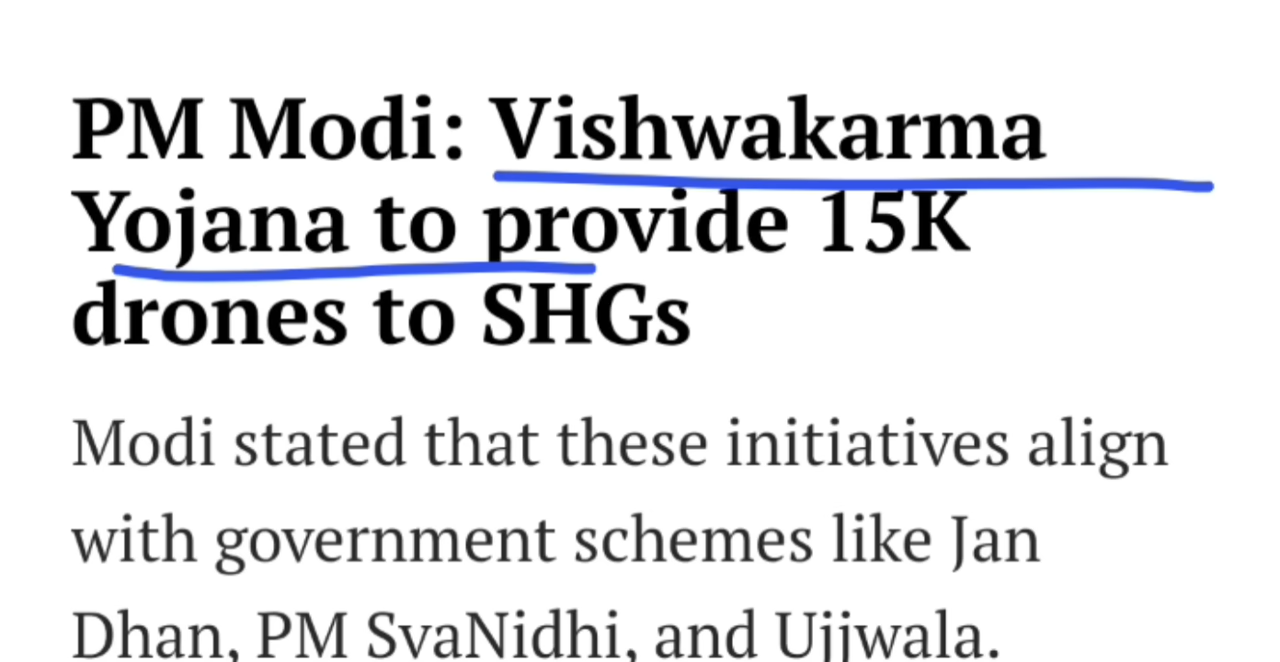 PM Modi: Vishwakarma
Yojana to provide 15K
drones to SHGs
Modi stated that these initiatives align
with government schemes like Jan
Dhan, PM SvaNidhi, and Ujjwala.